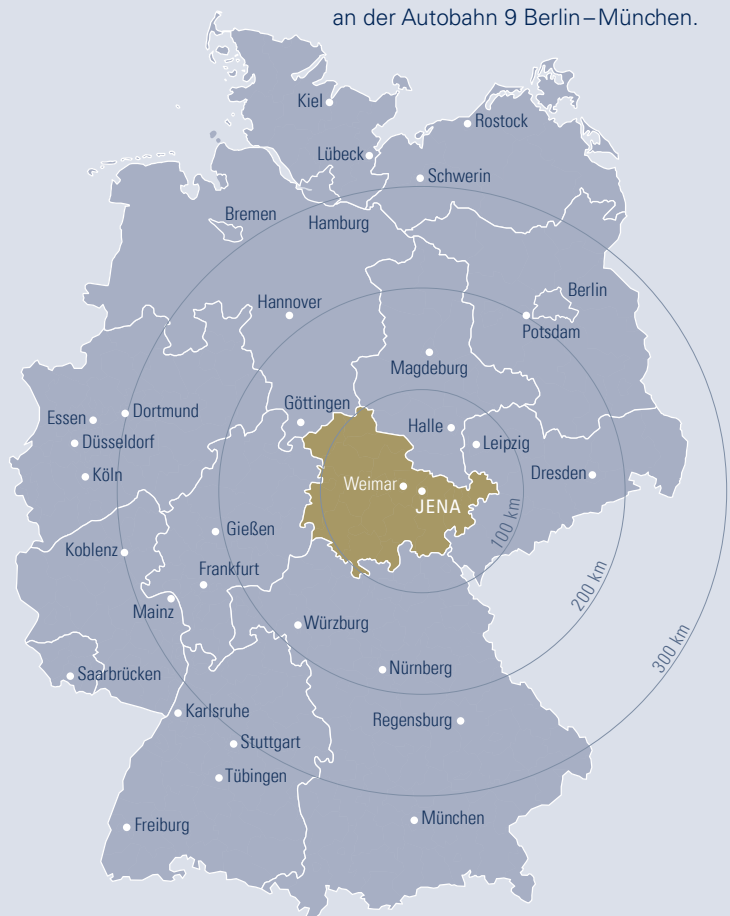 an der Autobahn 9 Berlin–München.
Kiel
Rostock
Lübeck
Schwerin
Bremen
Hamburg
Berlin
Hannover
Potsdam
Magdeburg
Göttingen
Dortmund
Essen
Halle
Düsseldorf
Leipzig
Köln
Dresden
Weimar
JENA
100 km
Gießen
Koblenz
Frankfurt
200 km
Mainz
Würzburg
300 km
Nürnberg
Saarbrücken
Karlsruhe
Regensburg
Stuttgart
Tübingen
München
Freiburg